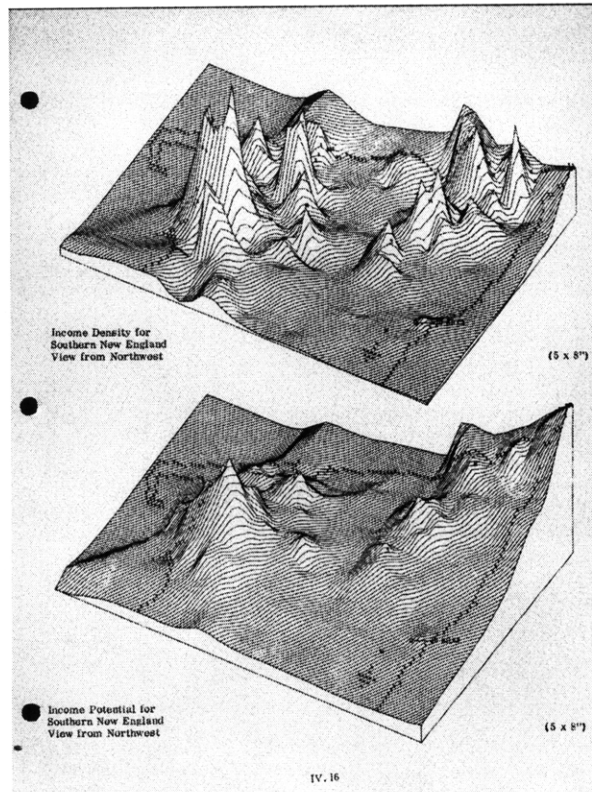 Income Density for
Southern New England
View from Northwest
(5 x 8")
Income Potential for
Southern New England
View from Northwest
(5 x 8")
IV.16